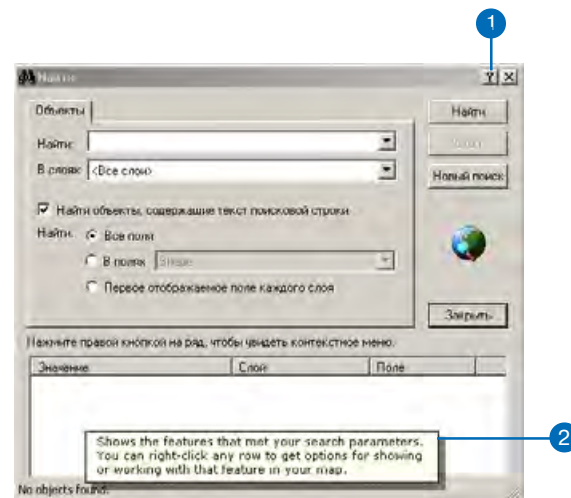 1
Найти
? ×
Объекты
Найти
Найти:
В слоях: <Все слои>
Новый поиск
Найти объекты, содержащие текст поисковой строки
Найти: Все поля
В полях Shape
Первое отображаемое поле каждого слоя
Закрыть
Нажмите правой кнопкой на ряд, чтобы увидеть контекстное меню.
Значение Слой Поле
Shows the features that met your search parameters.
You can right-click any row to get options for showing
or working with that feature in your map.
2
No objects found.